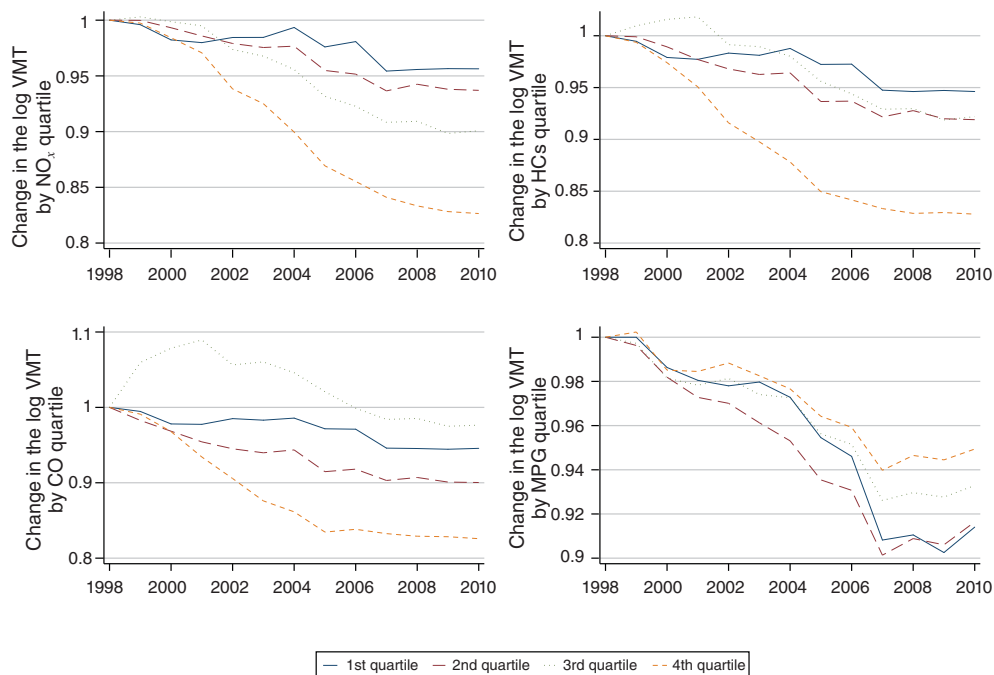 Change in the log VMT
by NOx quartile
1
0.95
0.9
0.85
0.8
1998 2000 2002 2004 2006 2008 2010
Change in the log VMT
by HCs quartile
1
0.95
0.9
0.85
0.8
1998 2000 2002 2004 2006 2008 2010
Change in the log VMT
by CO quartile
1.1
1
0.9
0.8
1998 2000 2002 2004 2006 2008 2010
Change in the log VMT
by MPG quartile
1
0.98
0.96
0.94
0.92
0.9
1998 2000 2002 2004 2006 2008 2010
1st quartile 2nd quartile 3rd quartile 4th quartile